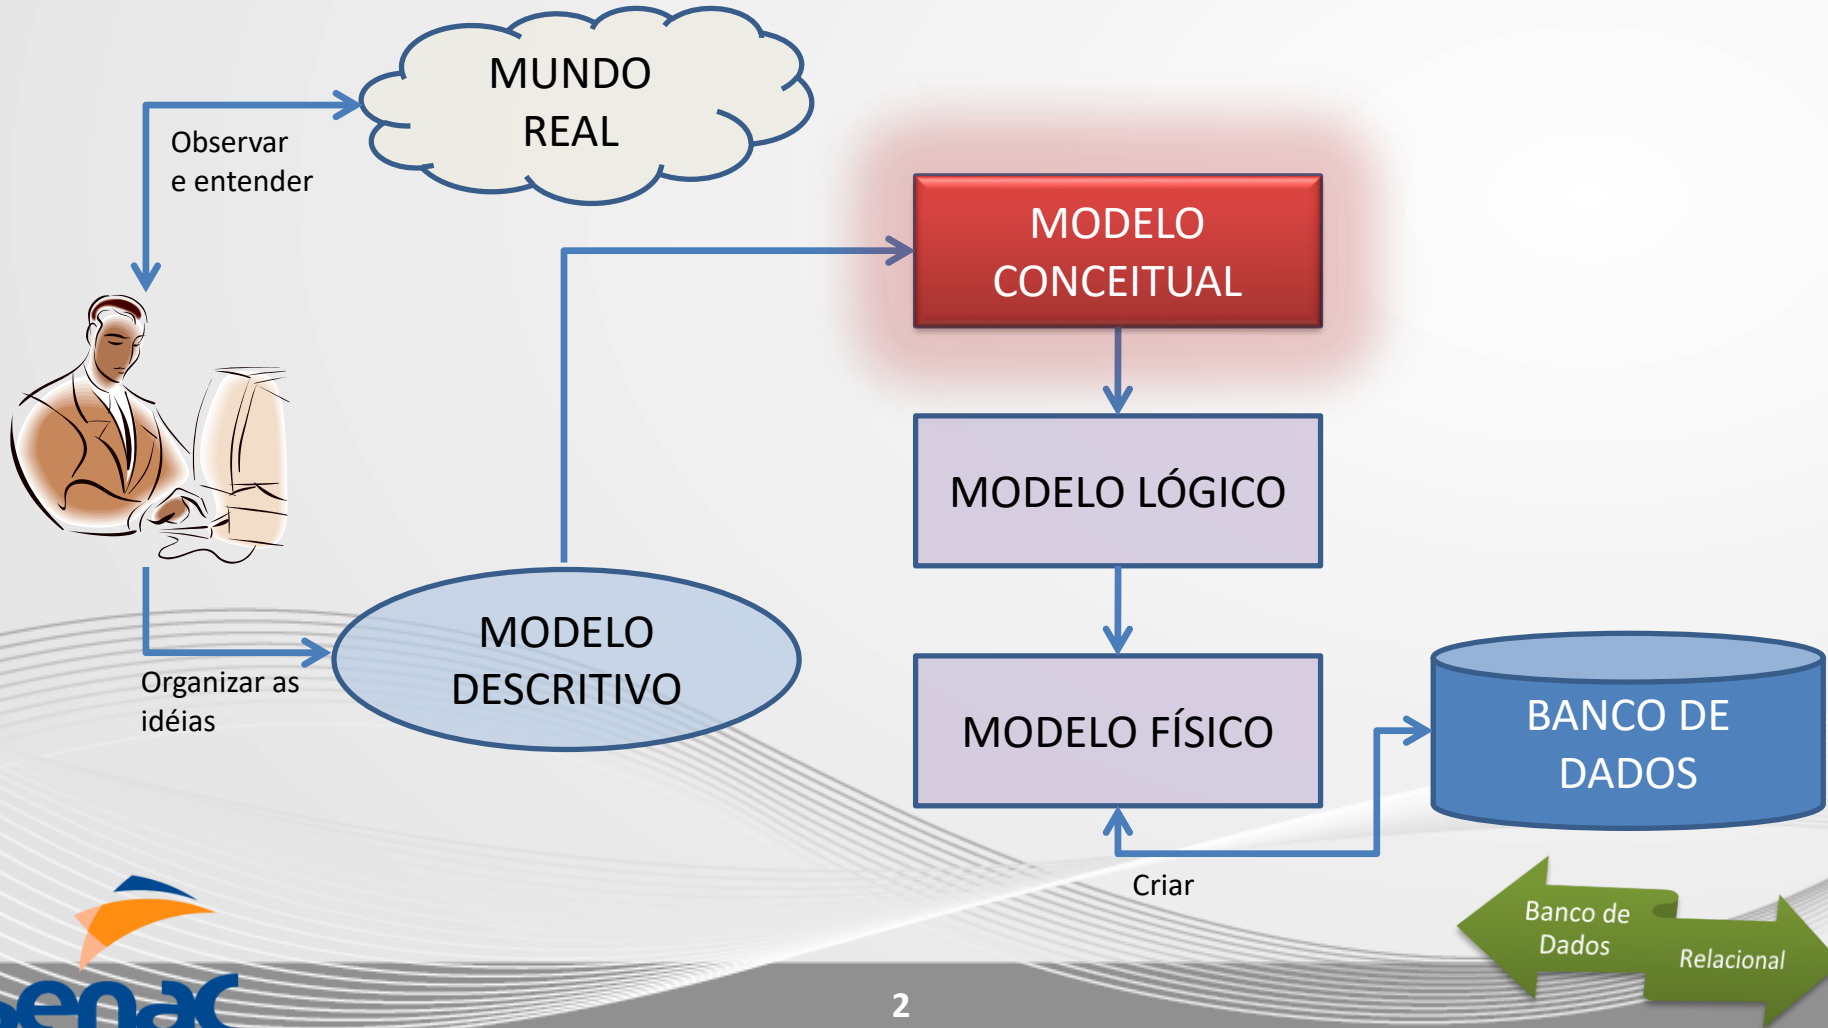 MUNDO
REAL
Observar
e entender
MODELO
CONCEITUAL
MODELO LÓGICO
MODELO
DESCRITIVO
Organizar as
idéias
MODELO FÍSICO
BANCO DE
DADOS
Criar
Banco de
Dados
Relacional
senac
2